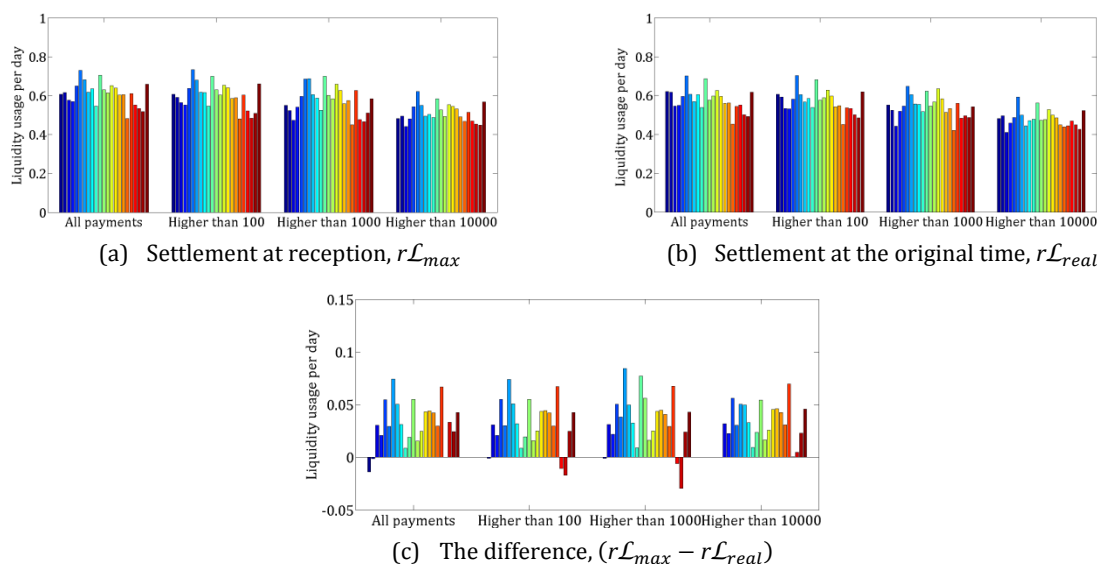 Liquidity usage per day
1
0.8
0.6
0.4
0.2
0
All payments Higher than 100 Higher than 1000 Higher than 10000
(a) Settlement at reception, rℒmax
Liquidity usage per day
1
0.8
0.6
0.4
0.2
0
All payments Higher than 100 Higher than 1000 Higher than 10000
(b) Settlement at the original time, rℒreal
Liquidity usage per day
0.15
0.1
0.05
0
-0.05
All payments Higher than 100 Higher than 1000 Higher than 10000
(c) The difference, (rℒmax − rℒreal)